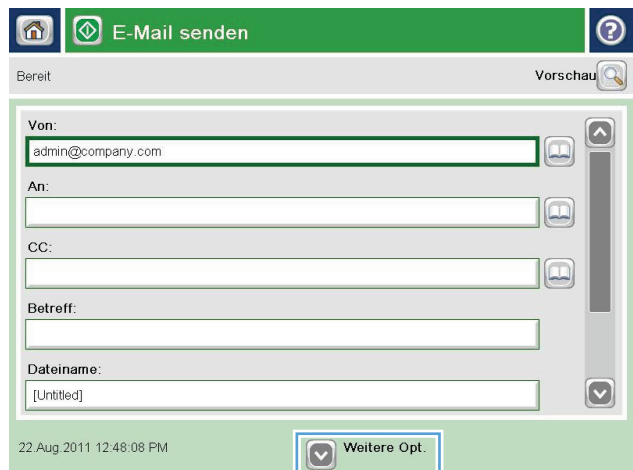 E-Mail senden
Bereit
Vorschau
Von:
admin@company.com
An:
CC:
Betreff:
Dateiname:
[Untitled]
22.Aug.2011 12:48:08 PM
Weitere Opt.